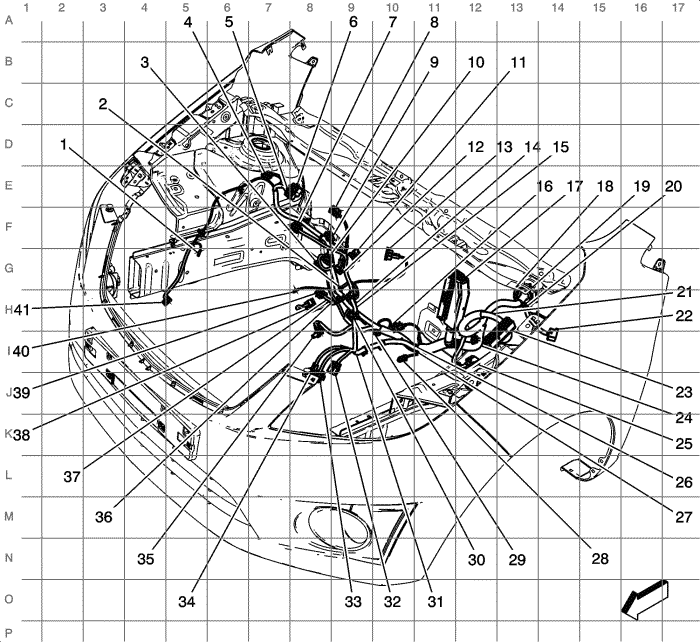 1 2 3 4 5 6 7 8 9 10 11 12 13 14 15 16 17
A
4 5 6 7 8
B
3 9 10 11
C
2
D
1 12 13 14 15
E
16 17 18 19 20
F
G
H
41 21 22
I
40
J
39 23
K
38 24 25
L
37 26
M
36 27
N
35 30 29 28
O
34 33 32 31
P